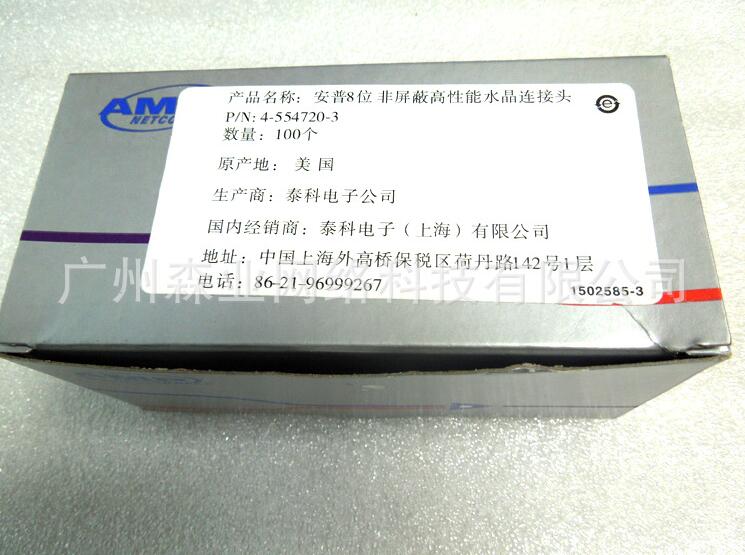 AMP
NETCO
产品名称：安普8位 非屏蔽高性能水晶连接头
P/N: 4-554720-3
数量：100个
原产地：美 国
生产商：泰科电子公司
国内经销商：泰科电子（上海）有限公司
地址：中国上海外高桥保税区荷丹路142号1层
电话：86-21-96999267
1502585-3
广州森业网络科技有限公司